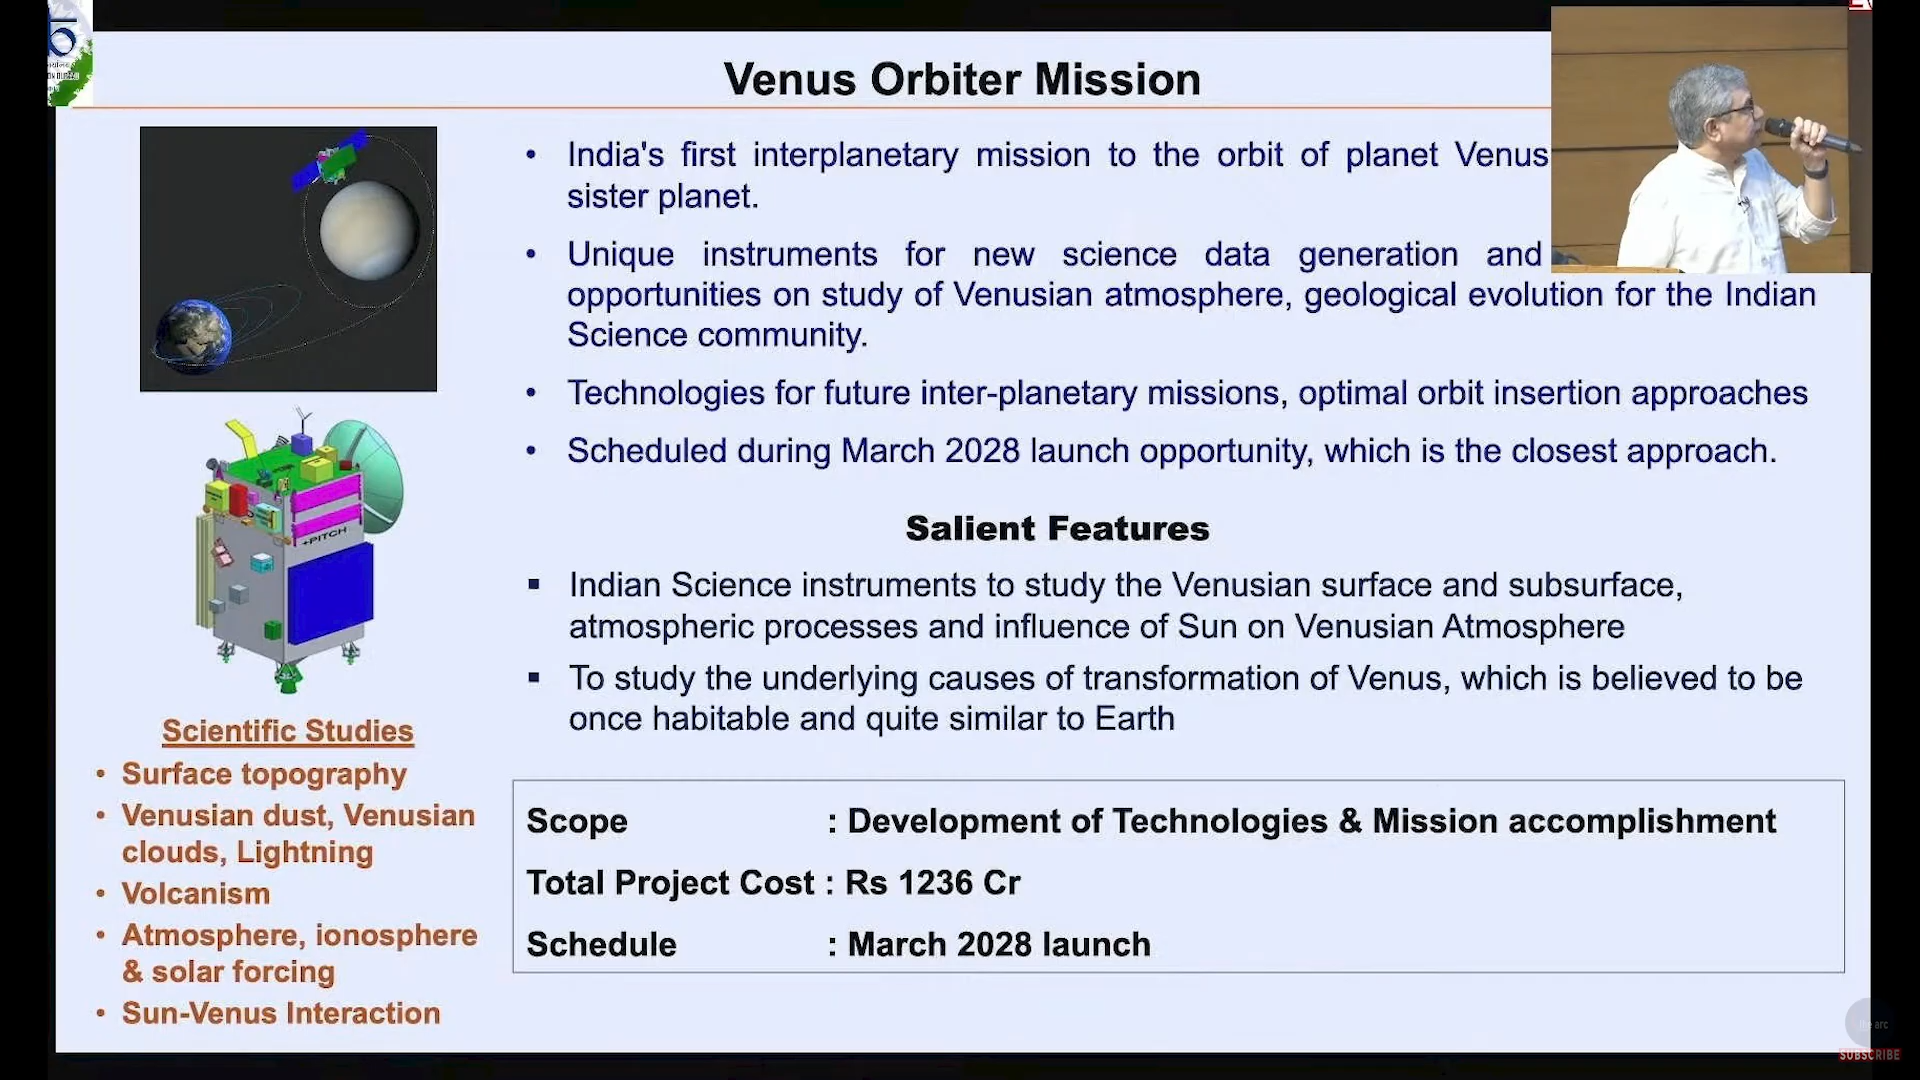 Venus Orbiter Mission
• India's first interplanetary mission to the orbit of planet Venus
sister planet.
• Unique instruments for new science data generation and
opportunities on study of Venusian atmosphere, geological evolution for the Indian
Science community.
• Technologies for future inter-planetary missions, optimal orbit insertion approaches
• Scheduled during March 2028 launch opportunity, which is the closest approach.
Salient Features
▪ Indian Science instruments to study the Venusian surface and subsurface,
atmospheric processes and influence of Sun on Venusian Atmosphere
▪ To study the underlying causes of transformation of Venus, which is believed to be
once habitable and quite similar to Earth
+PITCH
Scientific Studies
• Surface topography
• Venusian dust, Venusian
clouds, Lightning
• Volcanism
• Atmosphere, ionosphere
& solar forcing
• Sun-Venus Interaction
Scope : Development of Technologies & Mission accomplishment
Total Project Cost : Rs 1236 Cr
Schedule : March 2028 launch
the arc
SUBSCRIBE